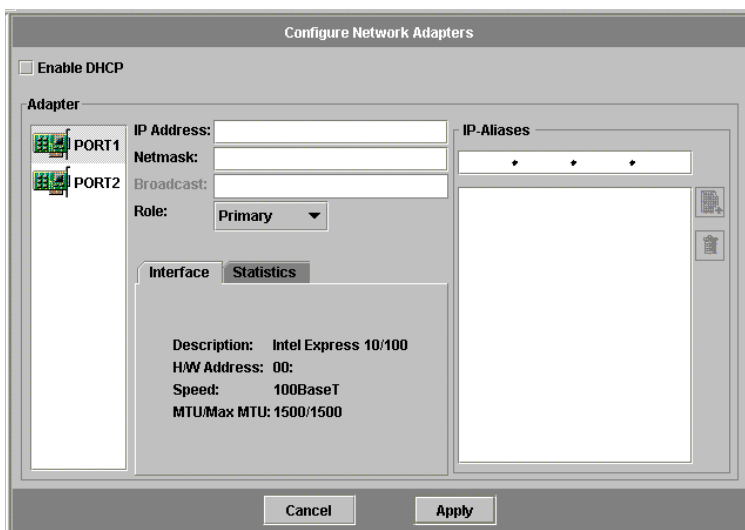 Configure Network Adapters
Enable DHCP
Adapter
PORT1
PORT2
IP Address:
Netmask:
Broadcast:
Role: Primary
Interface Statistics
Description: Intel Express 10/100
H/W Address: 00:
Speed: 100BaseT
MTU/Max MTU: 1500/1500
IP-Aliases
. . .
Cancel Apply